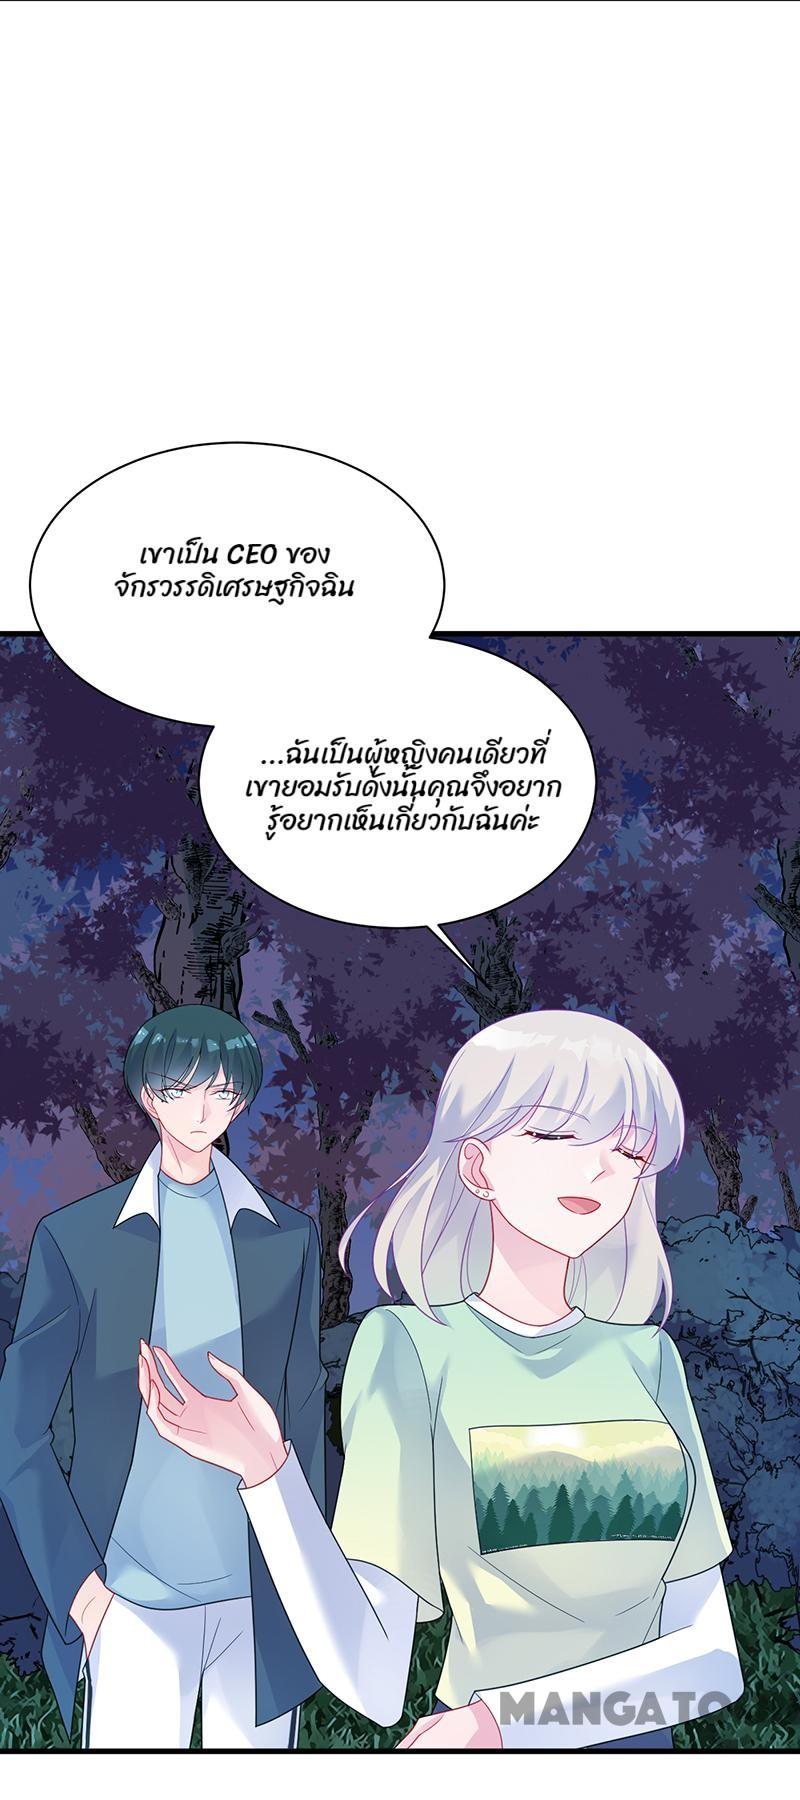 เขาเป็น CEO ของ
จักรวรรดิเศรษฐกิจฉิน
...ฉันเป็นผู้หญิงคนเดียวที่
เขายอมรับดังนั้นคุณจึงอยาก
รู้อยากเห็นเกี่ยวกับฉันค่ะ
MANGATO